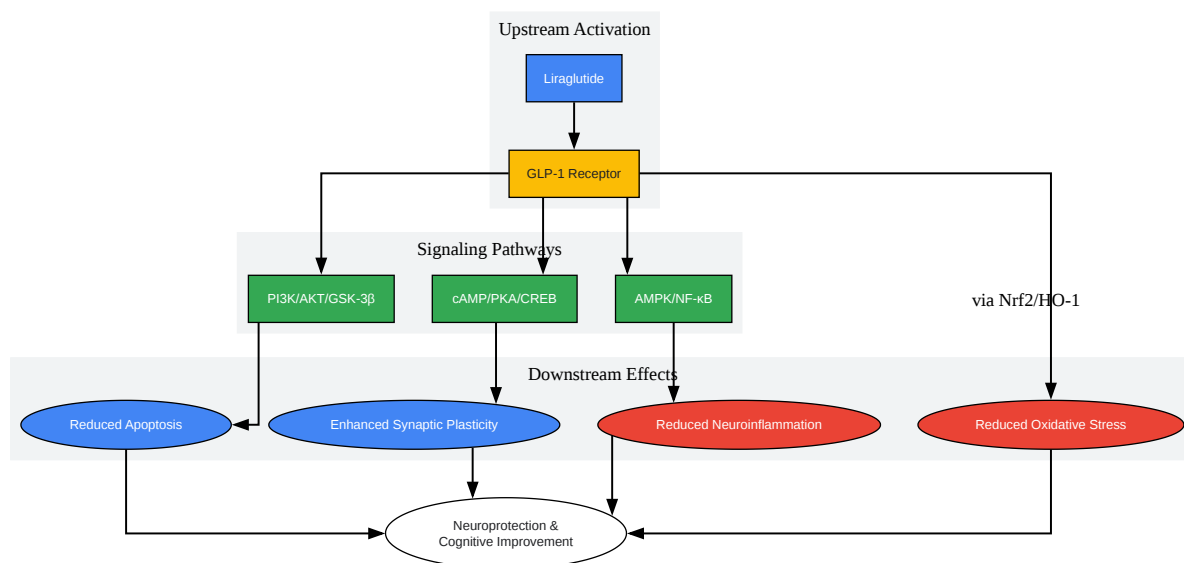 Upstream Activation
Liraglutide
GLP-1 Receptor
Signaling Pathways
PI3K/AKT/GSK-3β
cAMP/PKA/CREB
AMPK/NF-κB
via Nrf2/HO-1
Downstream Effects
Reduced Apoptosis
Enhanced Synaptic Plasticity
Reduced Neuroinflammation
Reduced Oxidative Stress
Neuroprotection &
Cognitive Improvement